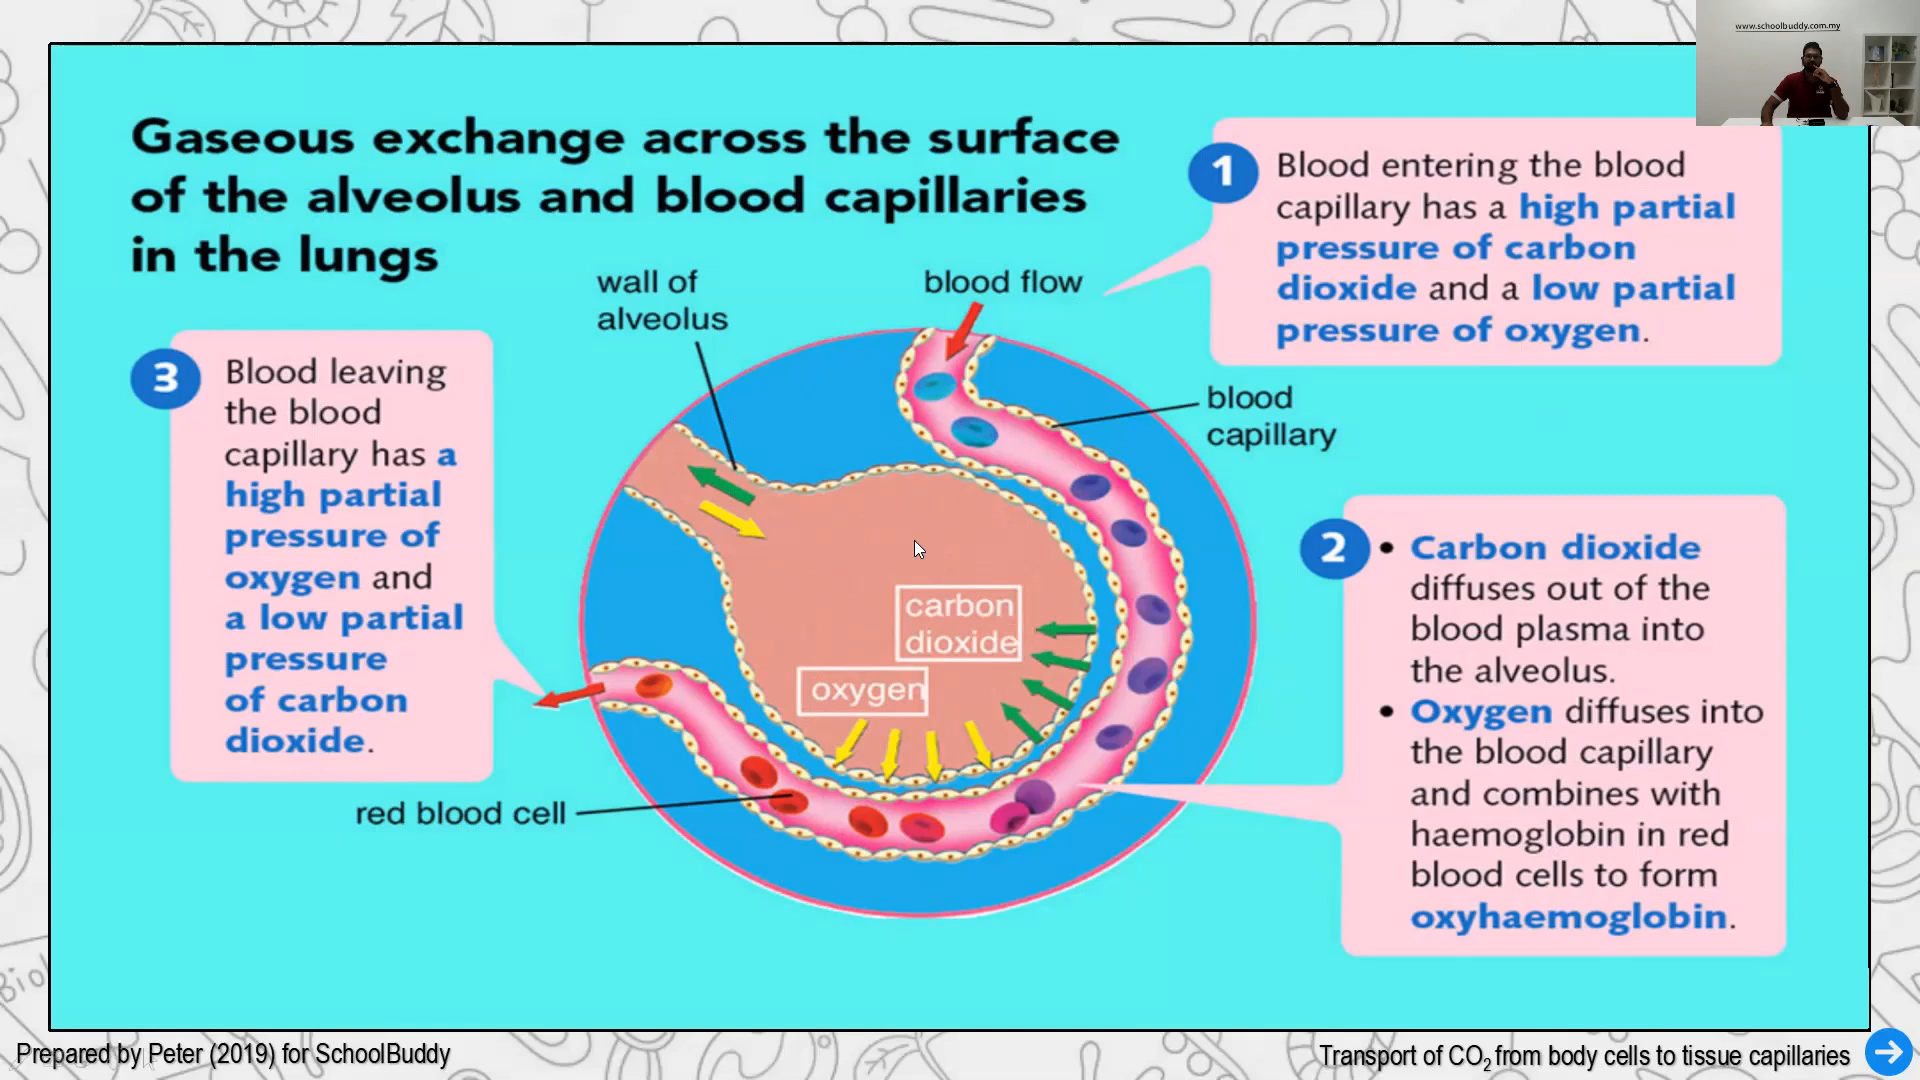 www.schoolbuddy.com.my
Gaseous exchange across the surface
of the alveolus and blood capillaries
in the lungs
1
Blood entering the blood
capillary has a high partial
pressure of carbon
dioxide and a low partial
pressure of oxygen.
wall of
alveolus
blood flow
blood
capillary
3
Blood leaving
the blood
capillary has a
high partial
pressure of
oxygen and
a low partial
pressure
of carbon
dioxide.
carbon
dioxide
oxygen
red blood cell
2
• Carbon dioxide
diffuses out of the
blood plasma into
the alveolus.
• Oxygen diffuses into
the blood capillary
and combines with
haemoglobin in red
blood cells to form
oxyhaemoglobin.
Prepared by Peter (2019) for SchoolBuddy
Transport of CO₂ from body cells to tissue capillaries